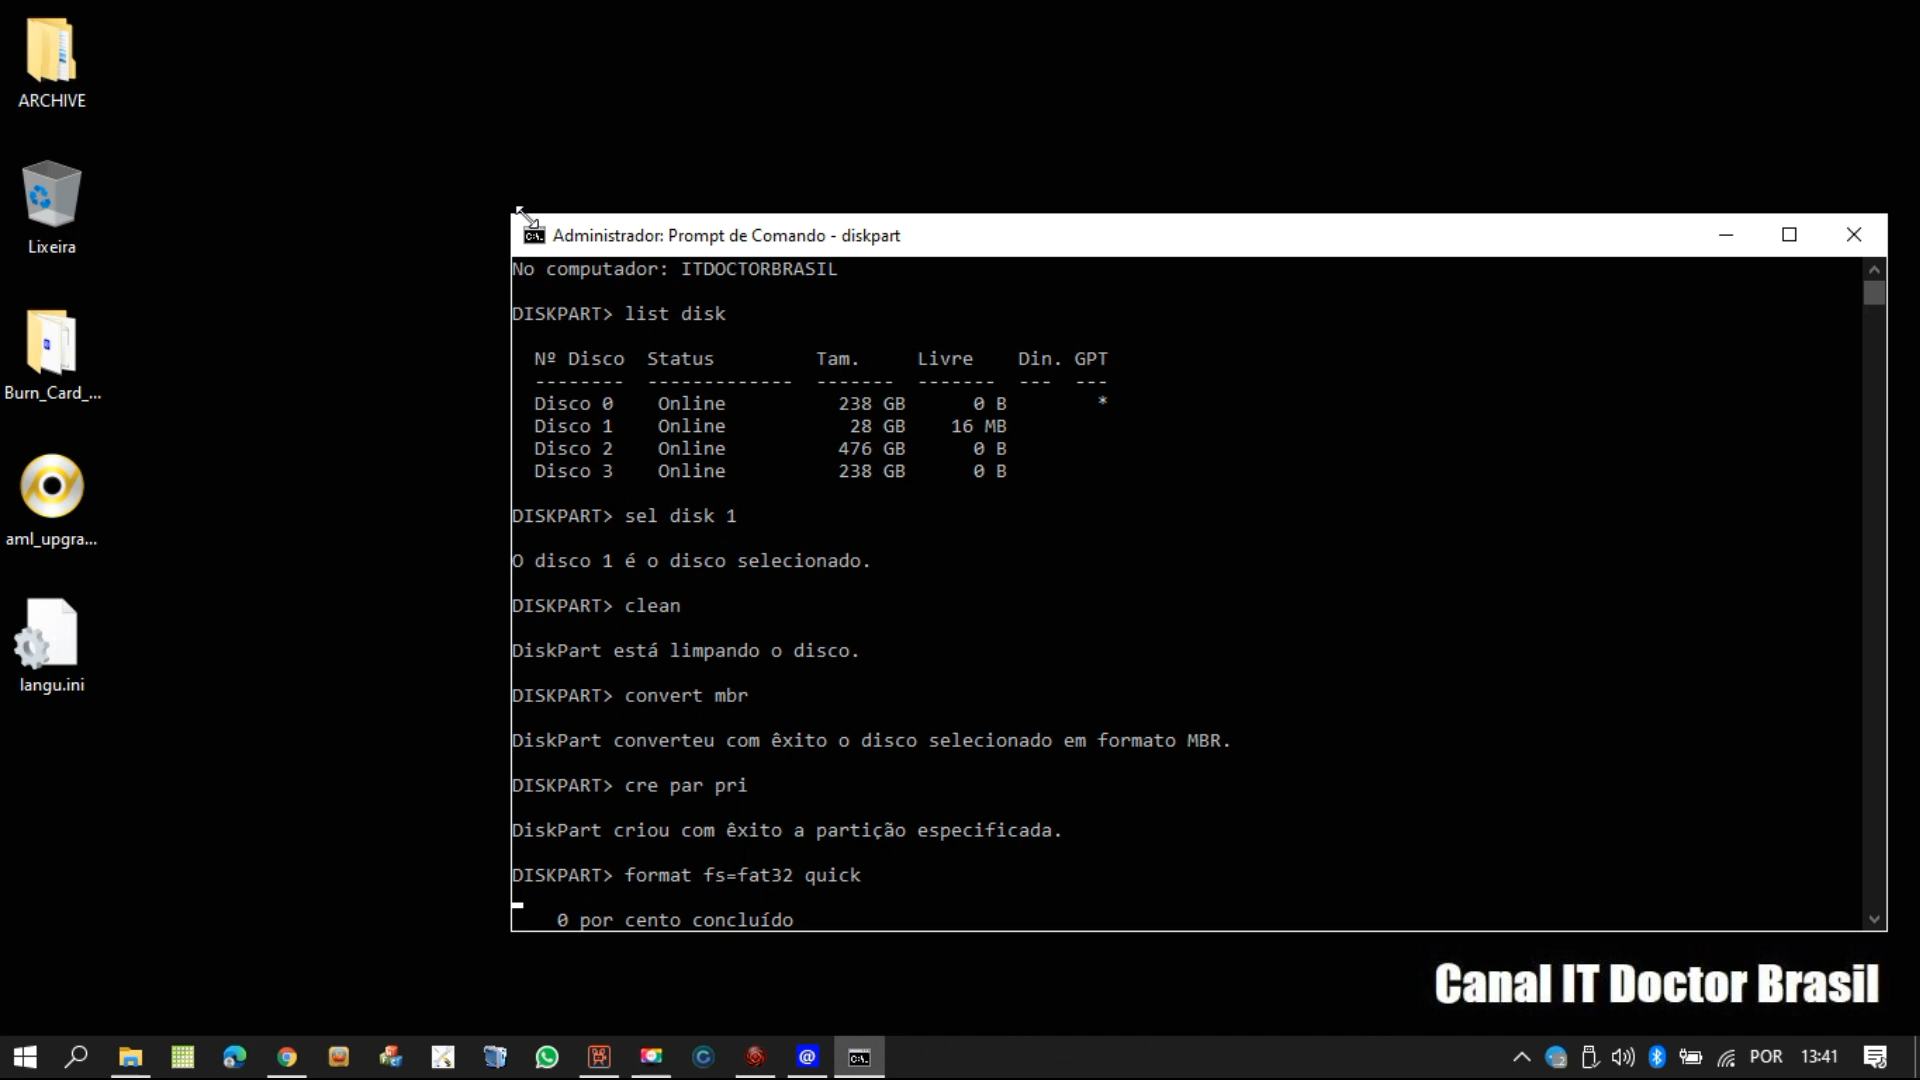 ARCHIVE
Lixeira
Burn_Card_...
aml_upgra...
langu.ini
Administrador: Prompt de Comando - diskpart
No computador: ITDOCTORBRASIL
DISKPART> list disk
Nº Disco Status Tam. Livre Din. GPT
-------- ------------- ------- ------- --- ---
Disco 0 Online 238 GB 0 B *
Disco 1 Online 28 GB 16 MB
Disco 2 Online 476 GB 0 B
Disco 3 Online 238 GB 0 B
DISKPART> sel disk 1
O disco 1 é o disco selecionado.
DISKPART> clean
DiskPart está limpando o disco.
DISKPART> convert mbr
DiskPart converteu com êxito o disco selecionado em formato MBR.
DISKPART> cre par pri
DiskPart criou com êxito a partição especificada.
DISKPART> format fs=fat32 quick
0 por cento concluído
Canal IT Doctor Brasil
POR 13:41